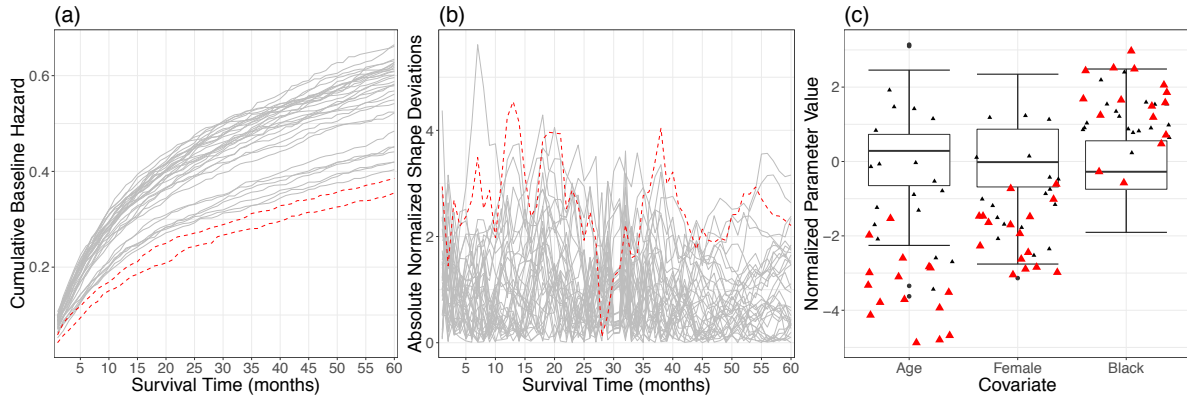 (a)
Cumulative Baseline Hazard
0.6
0.4
0.2
5 10 15 20 25 30 35 40 45 50 55 60
Survival Time (months)
(b)
Absolute Normalized Shape Deviations
4
2
0
5 10 15 20 25 30 35 40 45 50 55 60
Survival Time (months)
(c)
Normalized Parameter Value
2
0
−2
−4
Age Female Black
Covariate